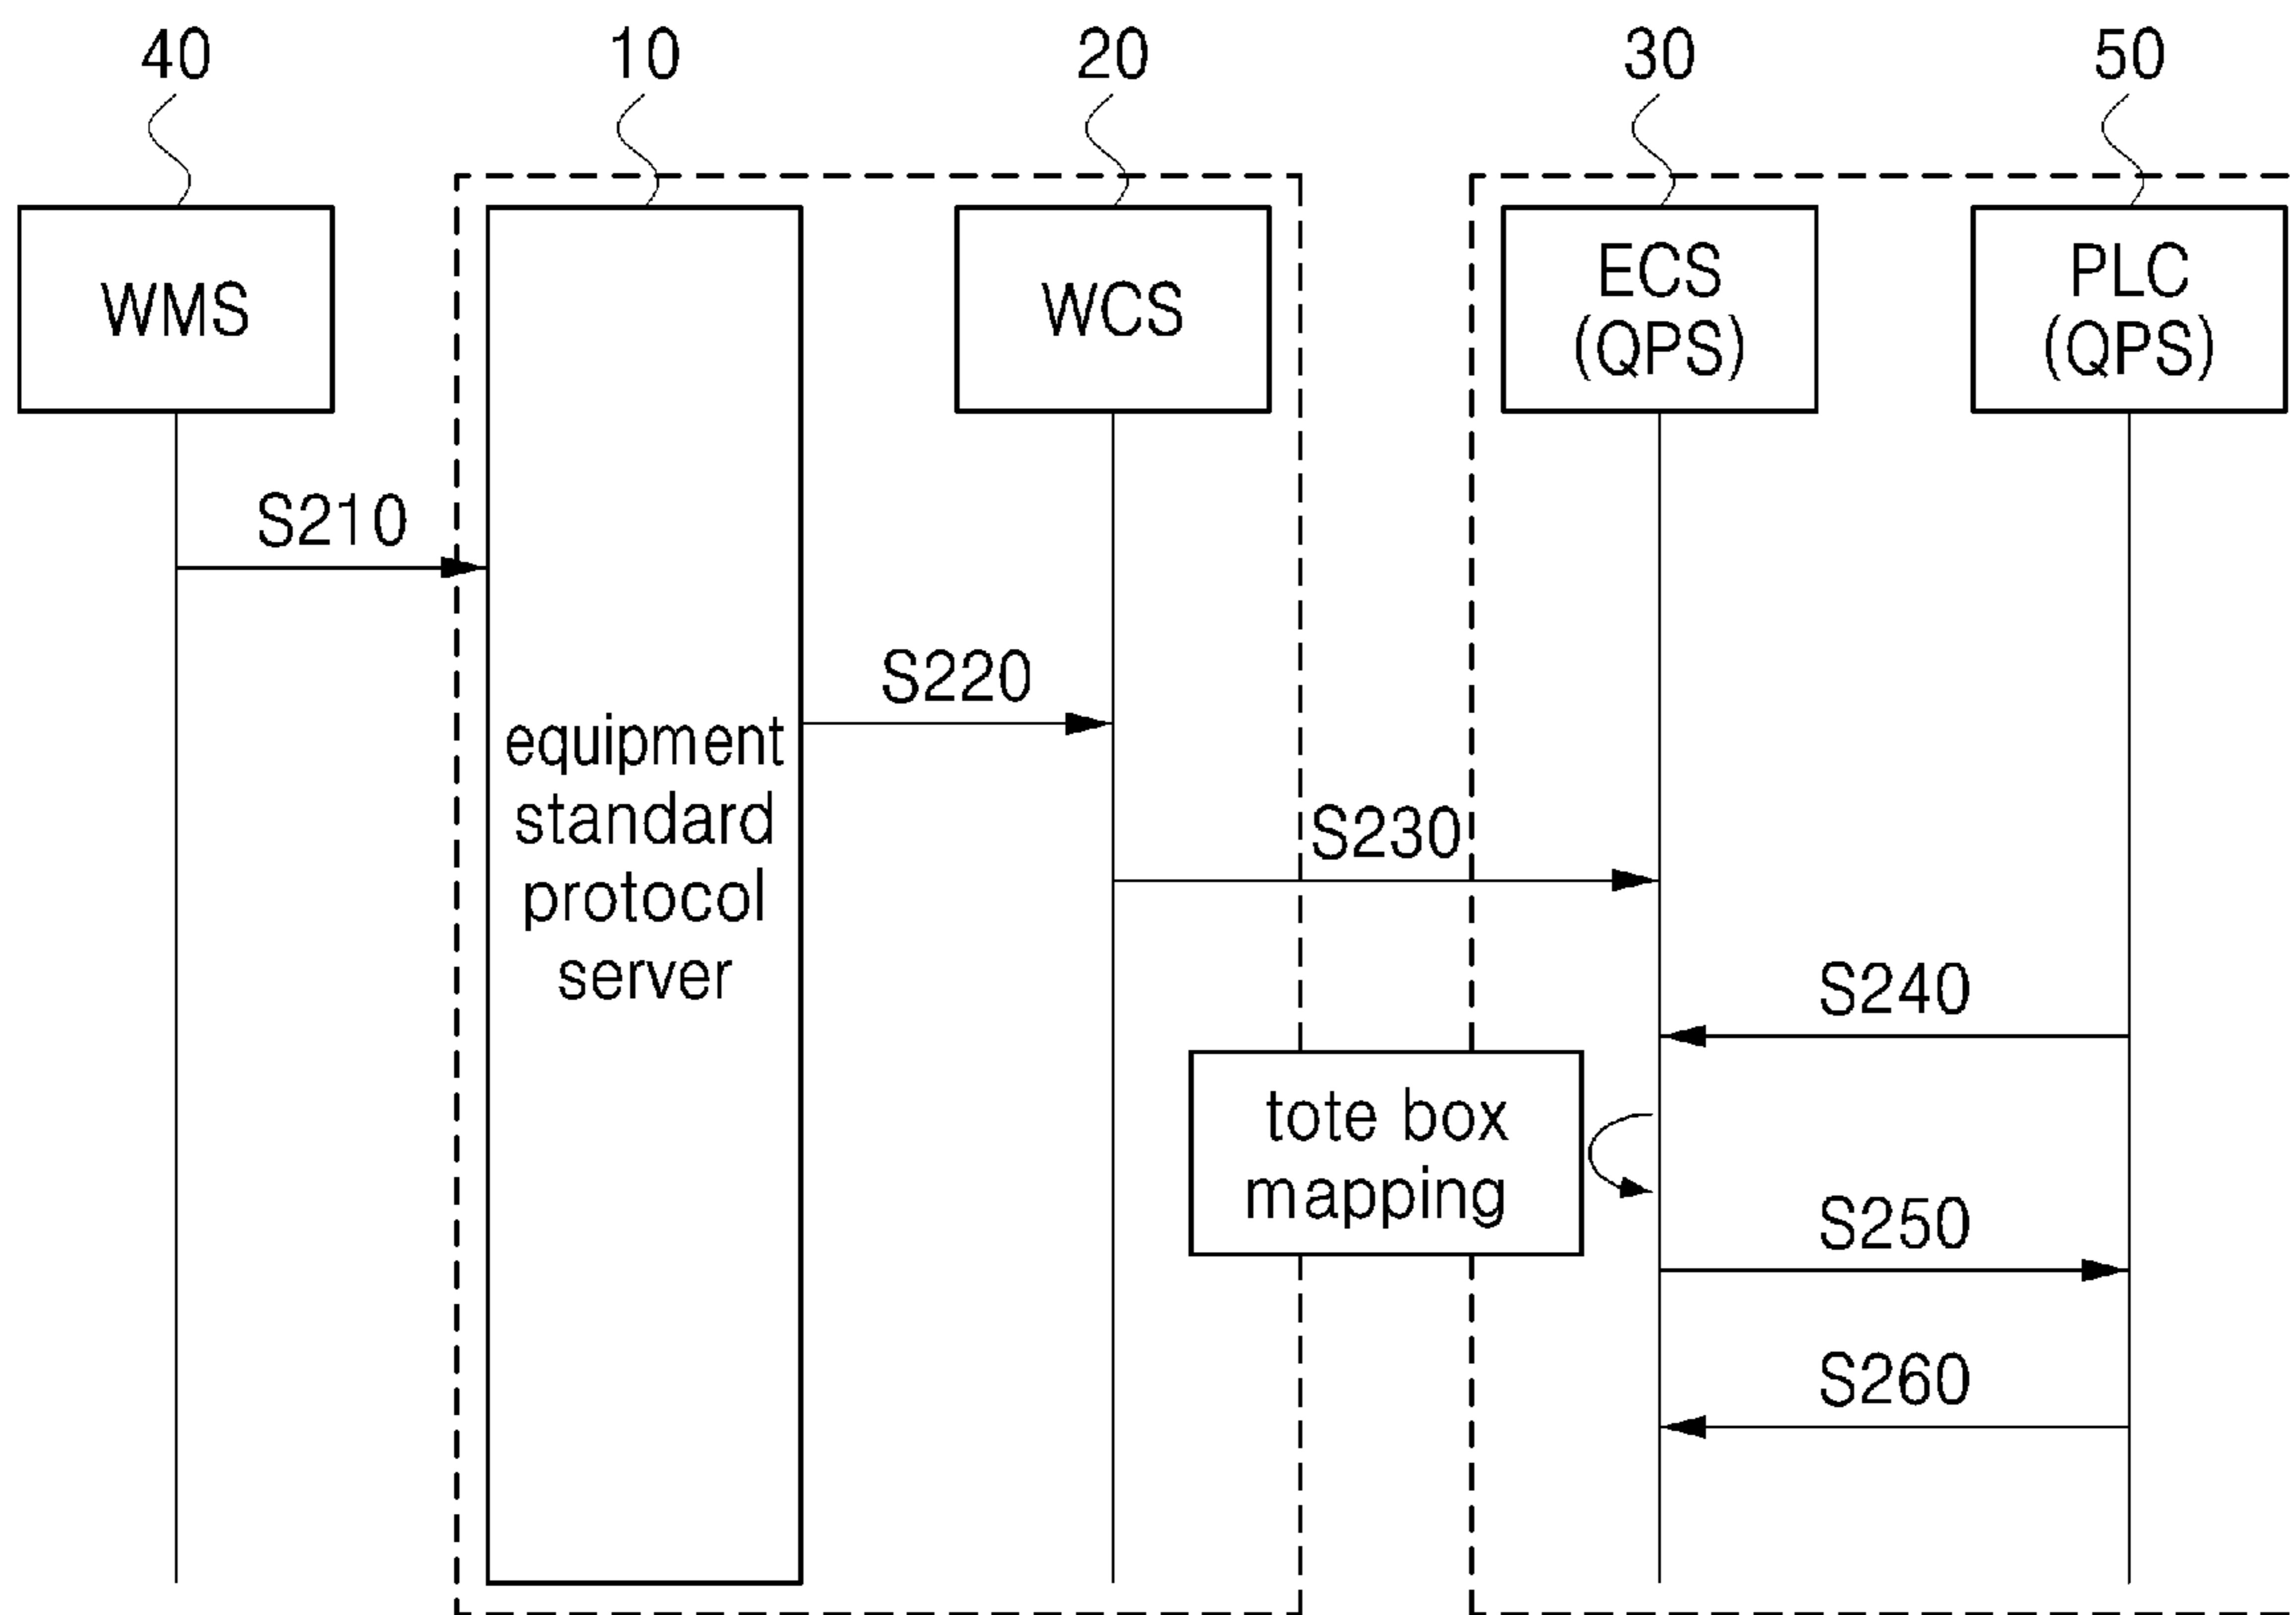 40
10
20
30
50
WMS
WCS
ECS
(QPS)
PLC
(QPS)
S210
S220
equipment
standard
protocol
server
S230
S240
tote box
mapping
S250
S260